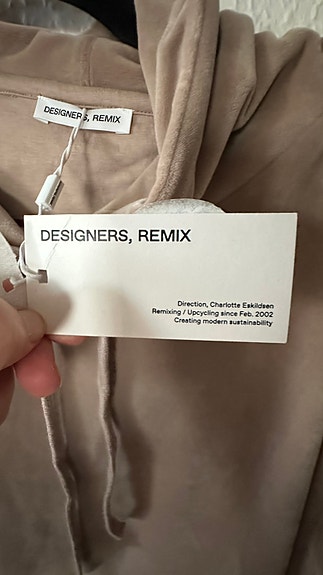 DESIGNERS, REMIX
DESIGNERS, REMIX
Direction, Charlotte Eskildsen
Remixing / Upcycling since Feb. 2002
Creating modern sustainability